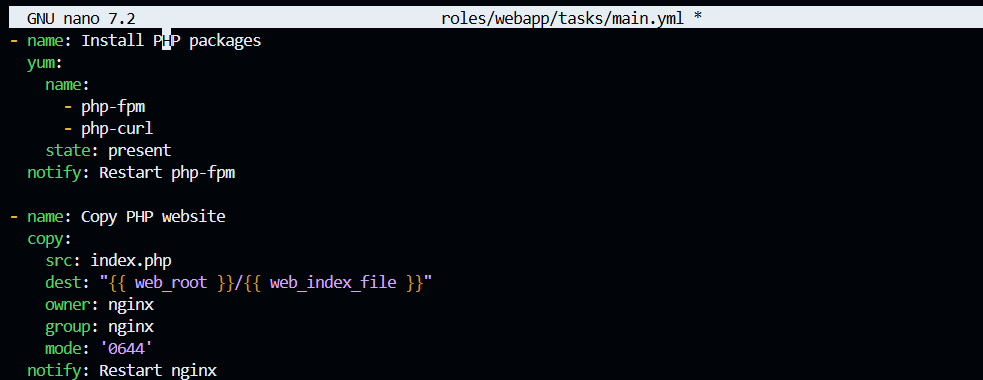 GNU nano 7.2 roles/webapp/tasks/main.yml *
- name: Install PHP packages
  yum:
    name:
      - php-fpm
      - php-curl
    state: present
  notify: Restart php-fpm

- name: Copy PHP website
  copy:
    src: index.php
    dest: "{{ web_root }}/{{ web_index_file }}"
    owner: nginx
    group: nginx
    mode: '0644'
  notify: Restart nginx